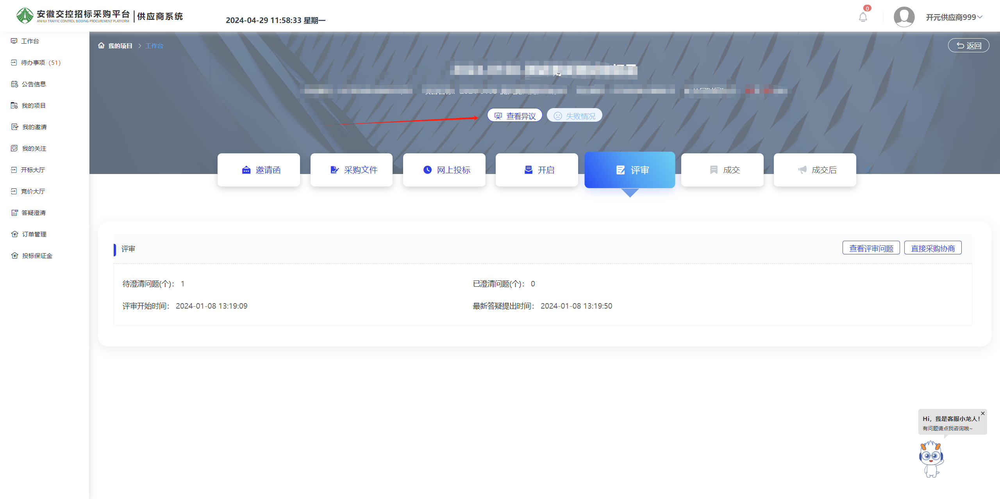 安徽交控招标采购平台
ANHUI TRAFFIC CONTROL BIDDING PROCUREMENT PLATFORM
供应商系统
2024-04-29 11:58:33 星期一
0
开元供应商999
工作台
待办事项（51）
公告信息
我的项目
我的邀请
我的关注
开标大厅
竞价大厅
答疑澄清
订单管理
投标保证金
我的项目 > 工作台
返回
查看异议
失败情况
邀请函
采购文件
网上投标
开启
评审
成交
成交后
评审
查看评审问题
直接采购协商
待澄清问题(个)： 1
已澄清问题(个)： 0
评审开始时间： 2024-01-08 13:19:09
最新答疑提出时间： 2024-01-08 13:19:50
Hi，我是客服小龙人！
有问题请点我咨询哦~